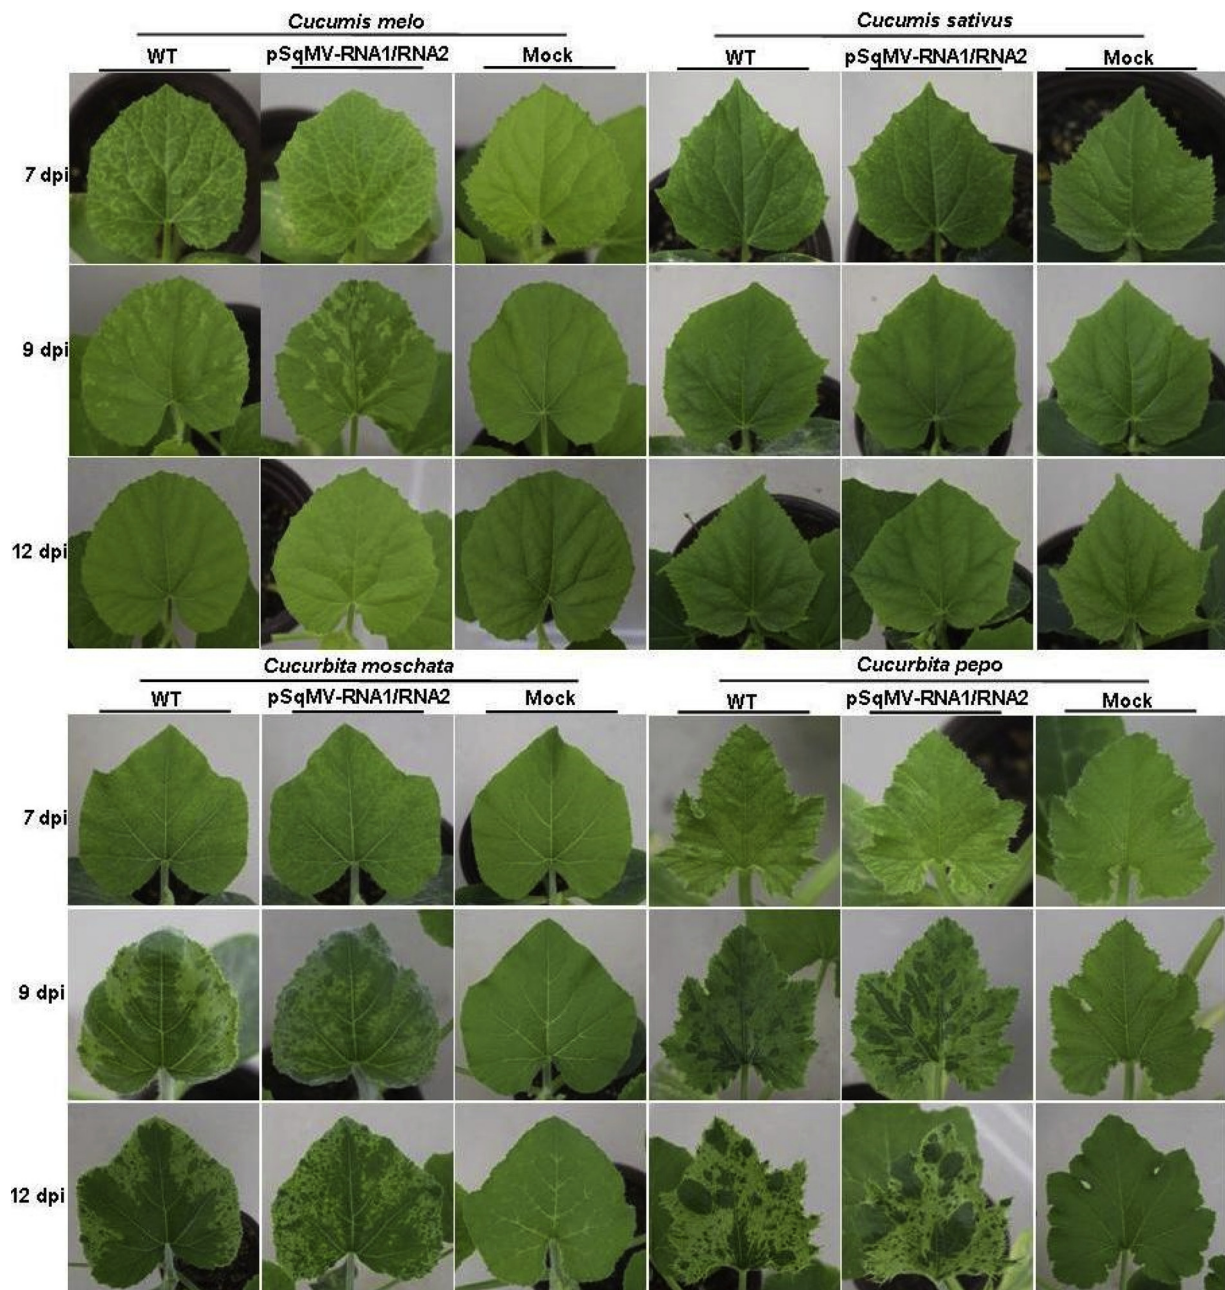 Cucumis melo Cucumis sativus
WT pSqMV-RNA1/RNA2 Mock WT pSqMV-RNA1/RNA2 Mock
7 dpi
9 dpi
12 dpi
Cucurbita moschata Cucurbita pepo
WT pSqMV-RNA1/RNA2 Mock WT pSqMV-RNA1/RNA2 Mock
7 dpi
9 dpi
12 dpi